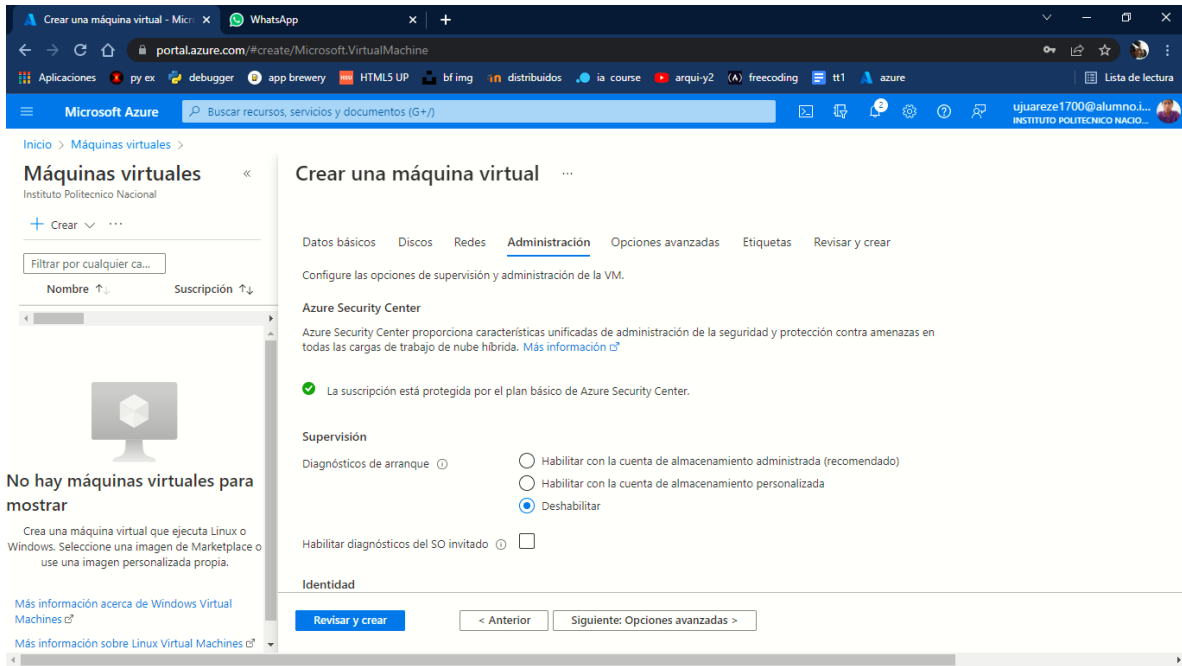 Crear una máquina virtual - Micr
WhatsApp
portal.azure.com/#create/Microsoft.VirtualMachine
Aplicaciones py ex debugger app brewery HTML5 UP bf img distribuidos ia course arqui-y2 freecoding tt1 azure Lista de lectura
Microsoft Azure
Buscar recursos, servicios y documentos (G+/)
2
ujuareze1700@alumno.i...
INSTITUTO POLITECNICO NACIO...
Inicio > Máquinas virtuales >
Máquinas virtuales «
Instituto Politecnico Nacional
+ Crear ...
Filtrar por cualquier ca...
Nombre ↑↓ Suscripción ↑↓
No hay máquinas virtuales para
mostrar
Crea una máquina virtual que ejecuta Linux o
Windows. Seleccione una imagen de Marketplace o
use una imagen personalizada propia.
Más información acerca de Windows Virtual
Machines
Más información sobre Linux Virtual Machines
Crear una máquina virtual ...
Datos básicos Discos Redes Administración Opciones avanzadas Etiquetas Revisar y crear
Configure las opciones de supervisión y administración de la VM.
Azure Security Center
Azure Security Center proporciona características unificadas de administración de la seguridad y protección contra amenazas en
todas las cargas de trabajo de nube híbrida. Más información
La suscripción está protegida por el plan básico de Azure Security Center.
Supervisión
Diagnósticos de arranque
Habilitar con la cuenta de almacenamiento administrada (recomendado)
Habilitar con la cuenta de almacenamiento personalizada
Deshabilitar
Habilitar diagnósticos del SO invitado
Identidad
Revisar y crear
< Anterior
Siguiente: Opciones avanzadas >